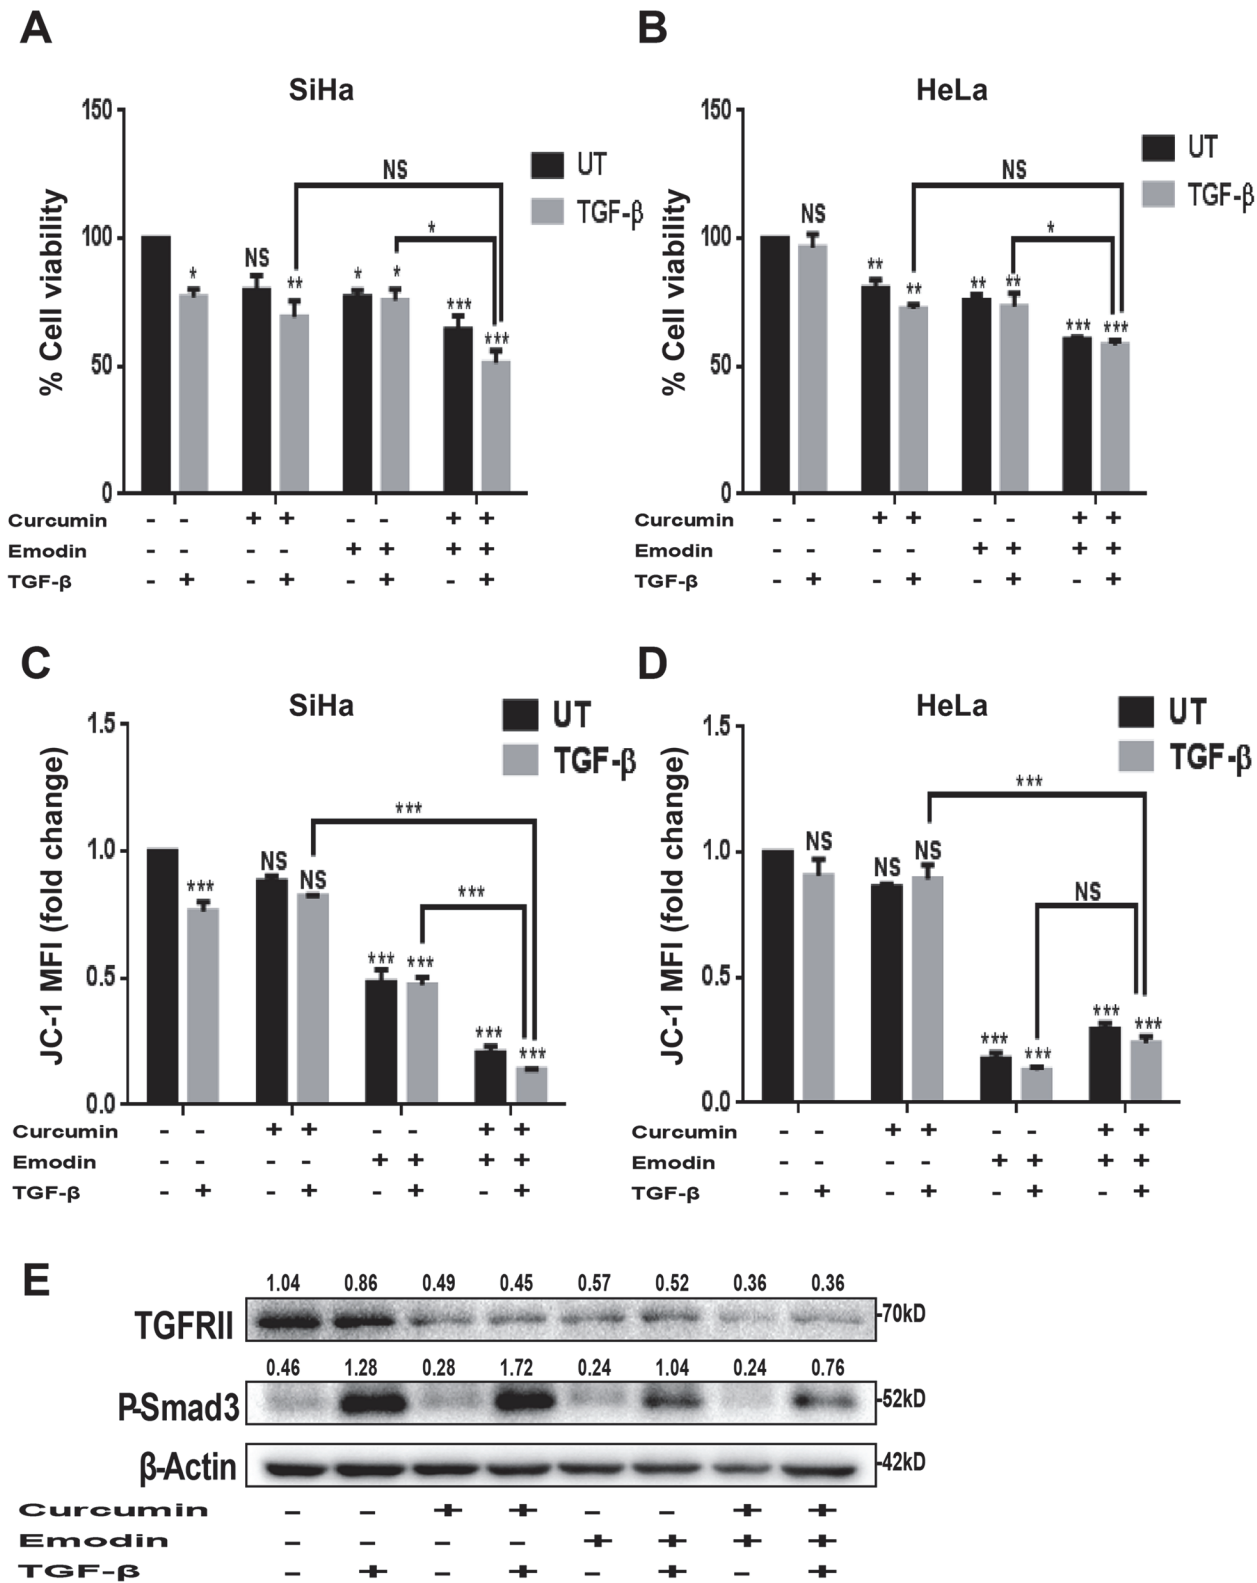 A
SiHa
% Cell viability
150
100
50
0
UT
TGF-β
* NS ** * * *** ***
NS
*
Curcumin - - + + - - + +
Emodin - - - - + + + +
TGF-β - + - + - + - +
B
HeLa
% Cell viability
150
100
50
0
UT
TGF-β
NS ** ** ** ** *** ***
NS
*
Curcumin - - + + - - + +
Emodin - - - - + + + +
TGF-β - + - + - + - +
C
SiHa
JC-1 MFI (fold change)
1.5
1.0
0.5
0.0
UT
TGF-β
*** NS NS *** *** *** ***
***
***
Curcumin - - + + - - + +
Emodin - - - - + + + +
TGF-β - + - + - + - +
D
HeLa
JC-1 MFI (fold change)
1.5
1.0
0.5
0.0
UT
TGF-β
NS NS NS *** *** *** ***
***
NS
Curcumin - - + + - - + +
Emodin - - - - + + + +
TGF-β - + - + - + - +
E
1.04 0.86 0.49 0.45 0.57 0.52 0.36 0.36
TGFRII -70kD
0.46 1.28 0.28 1.72 0.24 1.04 0.24 0.76
P-Smad3 -52kD
β-Actin -42kD
Curcumin - - + + - - + +
Emodin - - - - + + + +
TGF-β - + - + - + - +